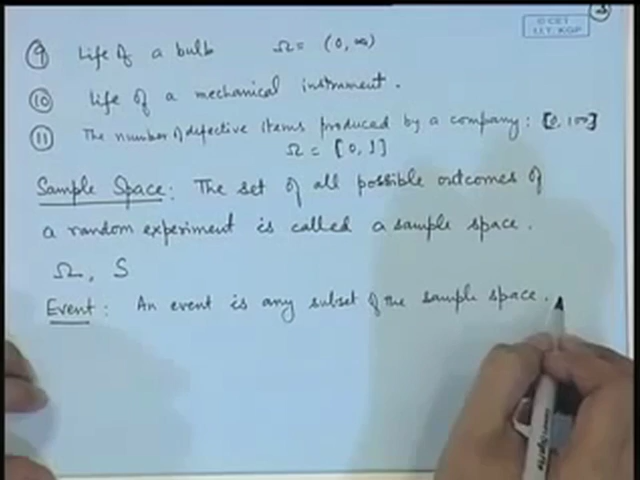 3
© CET
I.I.T. KGP
⑨ Life of a bulb Ω = (0, ∞)
⑩ Life of a mechanical instrument.
⑪ The number of defective items produced by a company: [0, 100]
Ω = [0, 1]
Sample Space: The set of all possible outcomes of
a random experiment is called a sample space.
Ω, S
Event: An event is any subset of the sample space.